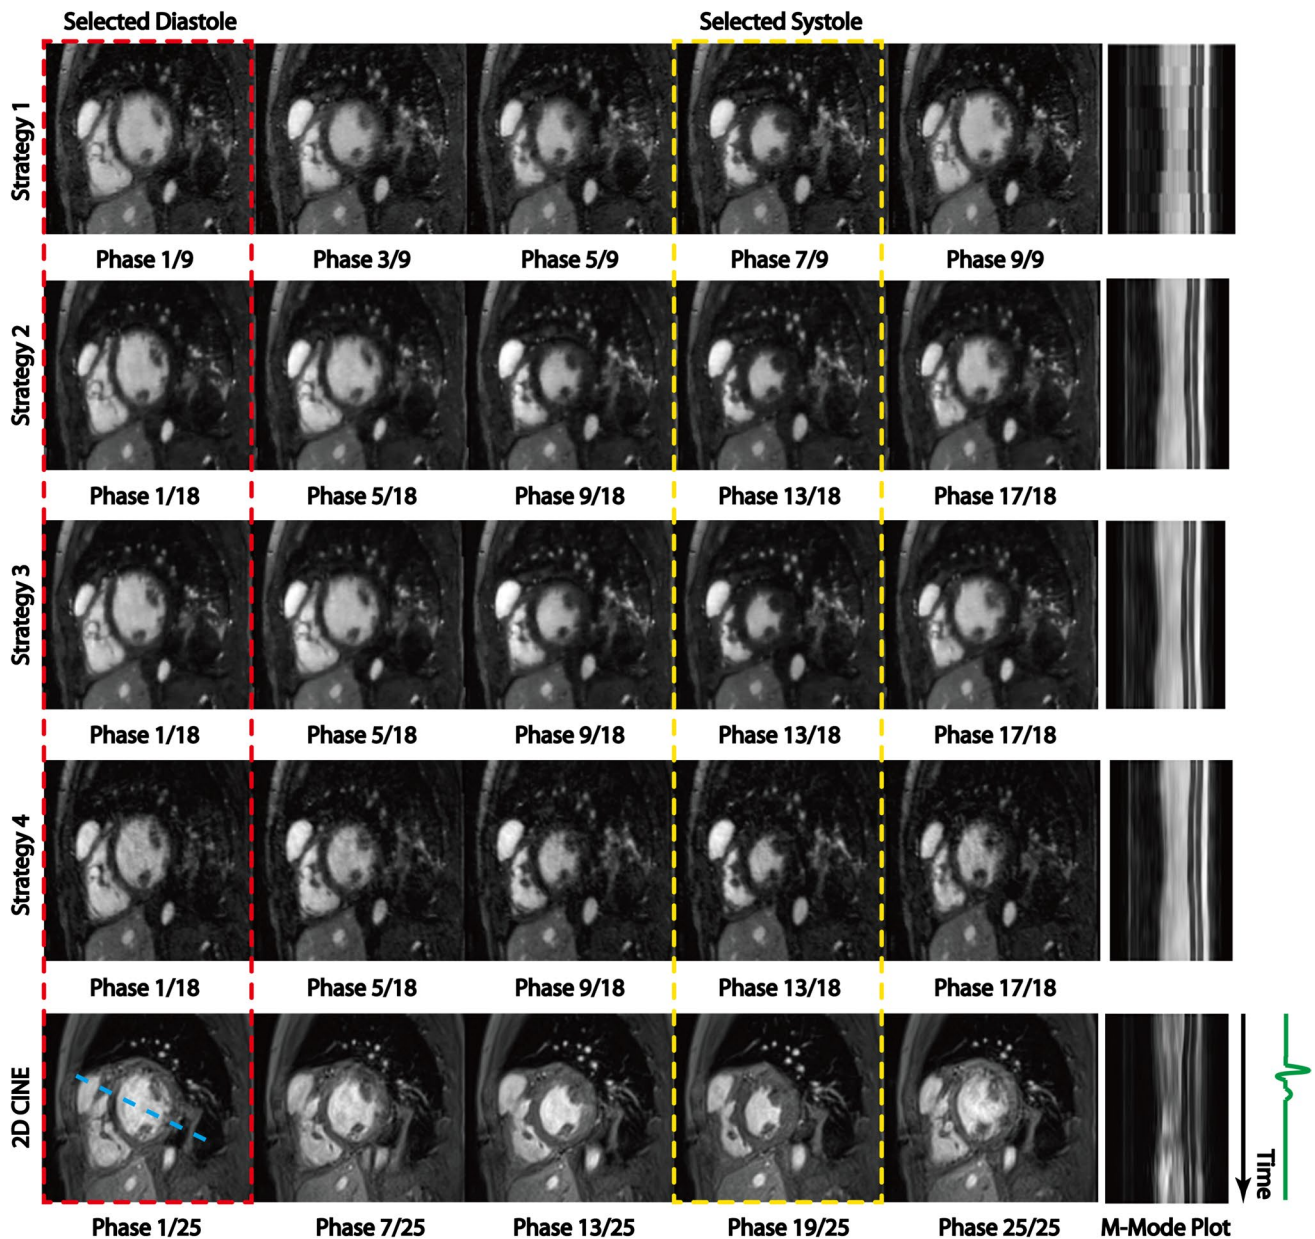 Selected Diastole Selected Systole
Strategy 1
Phase 1/9 Phase 3/9 Phase 5/9 Phase 7/9 Phase 9/9
Strategy 2
Phase 1/18 Phase 5/18 Phase 9/18 Phase 13/18 Phase 17/18
Strategy 3
Phase 1/18 Phase 5/18 Phase 9/18 Phase 13/18 Phase 17/18
Strategy 4
Phase 1/18 Phase 5/18 Phase 9/18 Phase 13/18 Phase 17/18
2D CINE
Time
Phase 1/25 Phase 7/25 Phase 13/25 Phase 19/25 Phase 25/25 M-Mode Plot